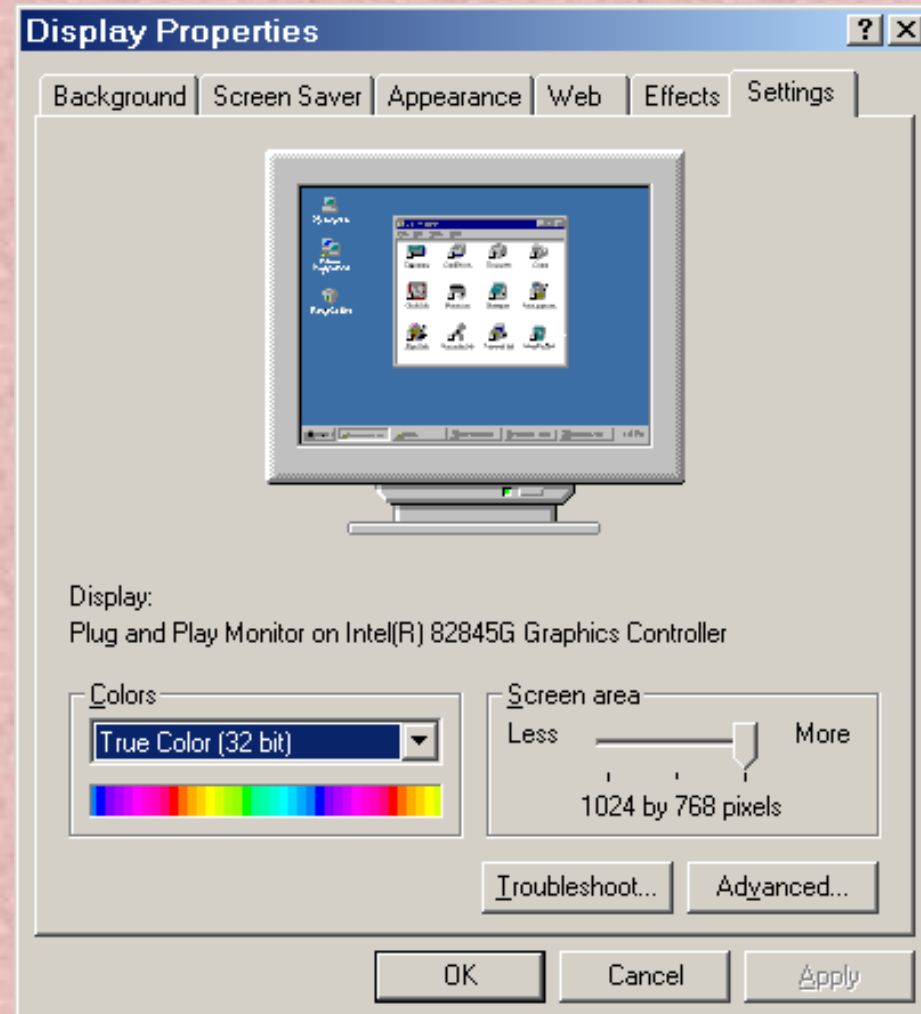 Display Properties
Background Screen Saver Appearance Web Effects Settings
Display:
Plug and Play Monitor on Intel(R) 82845G Graphics Controller
Colors
True Color (32 bit)
Screen area
Less More
1024 by 768 pixels
Troubleshoot... Advanced...
OK Cancel Apply